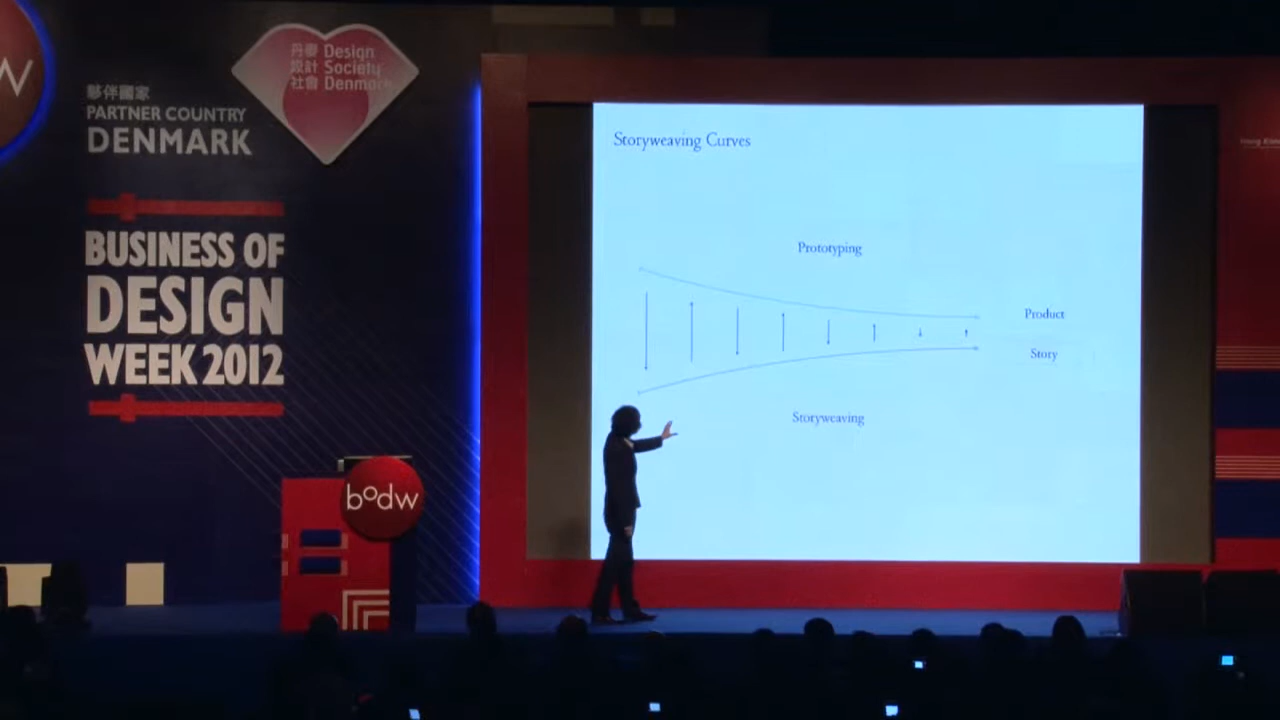 W
夥伴國家
PARTNER COUNTRY
DENMARK
丹麥 Design
設計 Society
社會 Denmark
BUSINESS OF
DESIGN
WEEK 2012
bodw
Storyweaving Curves
Prototyping
Product
Story
Storyweaving